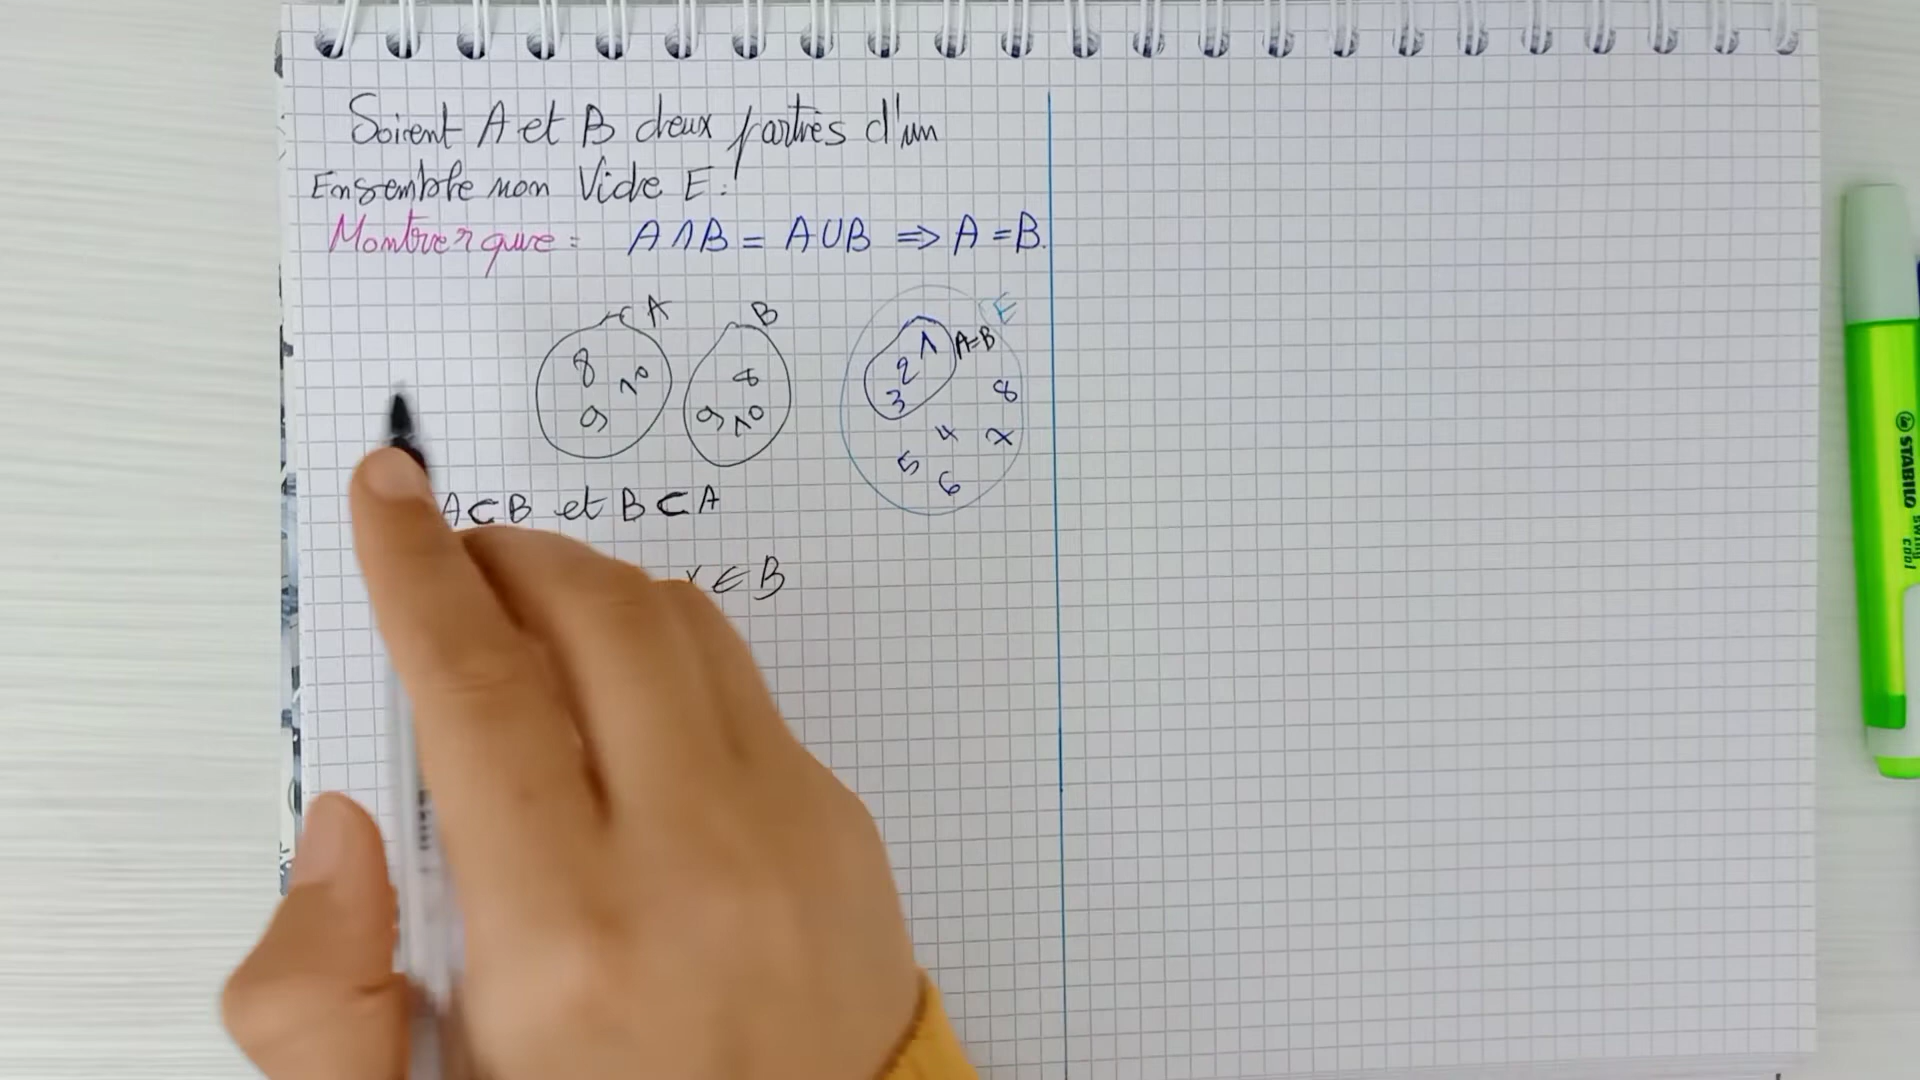 Soient A et B deux parties d'un
Ensemble non Vide E:
Montrer que: A∩B = A∪B ⇒ A = B.
A
8
10
9
B
8
9 10
E
A=B
1
2
3
8
4
7
5
6
A⊂B et B⊂A
x ∈ B
STABILO